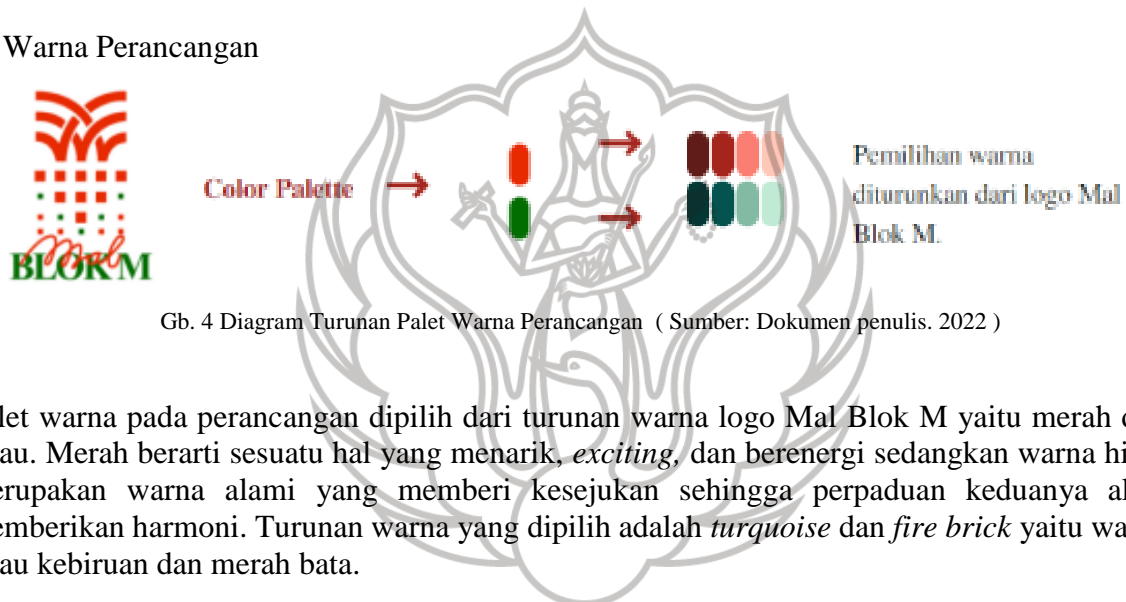 Warna Perancangan
Mal
BLOK M
Color Palette
Pemilihan warna
diturunkan dari logo Mal
Blok M.
Gb. 4 Diagram Turunan Palet Warna Perancangan ( Sumber: Dokumen penulis. 2022 )
let warna pada perancangan dipilih dari turunan warna logo Mal Blok M yaitu merah
au. Merah berarti sesuatu hal yang menarik, exciting, dan berenergi sedangkan warna hi
erupakan warna alami yang memberi kesejukan sehingga perpaduan keduanya a
emberikan harmoni. Turunan warna yang dipilih adalah turquoise dan fire brick yaitu wa
au kebiruan dan merah bata.